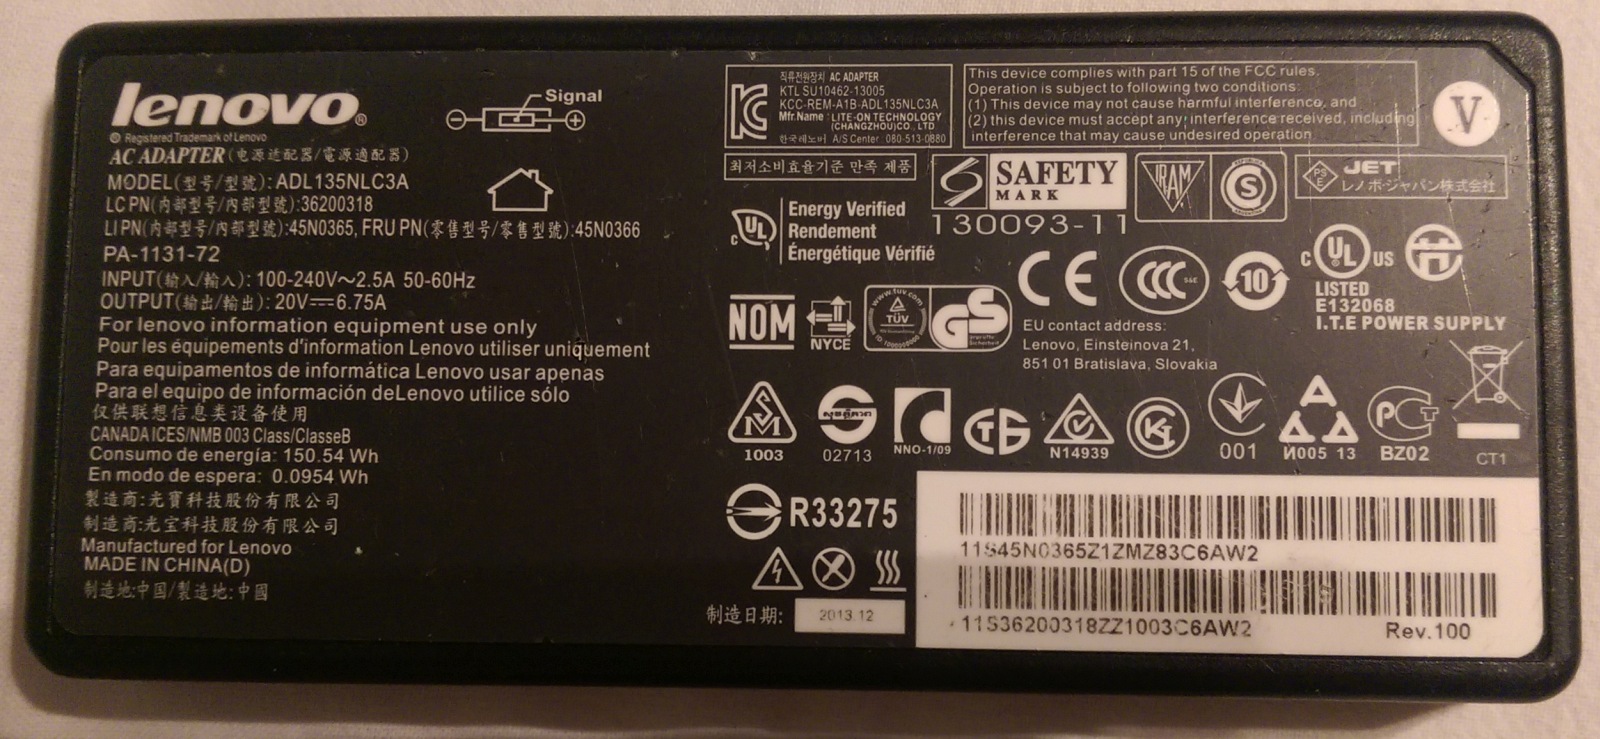 lenovo®
® Registered Trademark of Lenovo
AC ADAPTER(电源适配器/電源適配器)
MODEL(型号/型號): ADL135NLC3A
LC PN(内部型号/內部型號):36200318
LI PN(内部型号/內部型號):45N0365, FRU PN(零售型号/零售型號):45N0366
PA-1131-72
INPUT(输入/輸入): 100-240V～2.5A 50-60Hz
OUTPUT(输出/輸出): 20V⎓6.75A
For lenovo information equipment use only
Pour les équipements d'information Lenovo utiliser uniquement
Para equipamentos de informática Lenovo usar apenas
Para el equipo de información deLenovo utilice sólo
仅供联想信息类设备使用
CANADA ICES/NMB 003 Class/ClasseB
Consumo de energía: 150.54 Wh
En modo de espera: 0.0954 Wh
製造商:光寶科技股份有限公司
制造商:光宝科技股份有限公司
Manufactured for Lenovo
MADE IN CHINA(D)
制造地:中国/製造地:中國
Signal
직류전원장치 AC ADAPTER
KTL SU10462-13005
KCC-REM-A1B-ADL135NLC3A
Mfr.Name : LITE-ON TECHNOLOGY
(CHANGZHOU)CO., LTD
한국레노버 A/S Center: 080-513-0880
This device complies with part 15 of the FCC rules.
Operation is subject to following two conditions:
(1) This device may not cause harmful interference, and
(2) this device must accept any interference received, including
interference that may cause undesired operation.
V
최저소비효율기준 만족 제품
SAFETY
MARK
130093-11
IRAM
S
PS
E
JET
レノボ・ジャパン株式会社
c UL
Energy Verified
Rendement
Énergétique Vérifié
CE
CCC S&E
10
c UL US
LISTED
E132068
I.T.E POWER SUPPLY
NOM
NYCE
www.tuv.com
TÜV
GS
geprüfte
Sicherheit
EU contact address:
Lenovo, Einsteinova 21,
851 01 Bratislava, Slovakia
1003
02713
NNO-1/09
N14939
001
И005 13
PCT
BZ02
CT1
R33275
制造日期: 2013.12
11S45N0365Z1ZMZ83C6AW2
11S36200318ZZ1003C6AW2
Rev.100